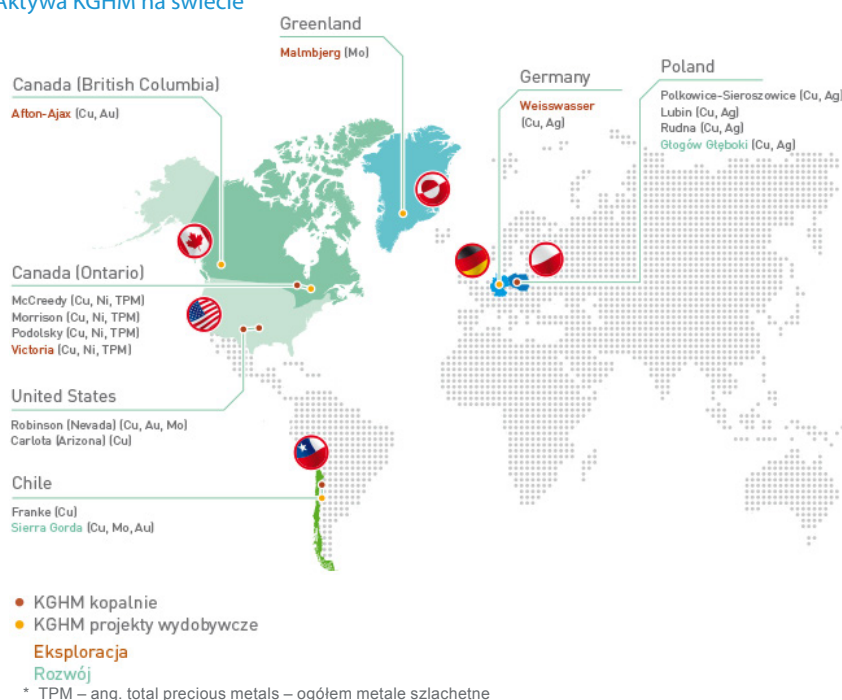 Aktywa KGHM na świecie
Greenland
Malmbjerg (Mo)
Canada (British Columbia)
Afton-Ajax (Cu, Au)
Germany
Weisswasser
(Cu, Ag)
Poland
Polkowice-Sieroszowice (Cu, Ag)
Lubin (Cu, Ag)
Rudna (Cu, Ag)
Głogów Głęboki (Cu, Ag)
Canada (Ontario)
McCreedy (Cu, Ni, TPM)
Morrison (Cu, Ni, TPM)
Podolsky (Cu, Ni, TPM)
Victoria (Cu, Ni, TPM)
United States
Robinson (Nevada) (Cu, Au, Mo)
Carlota (Arizona) (Cu)
Chile
Franke (Cu)
Sierra Gorda (Cu, Mo, Au)
KGHM kopalnie
KGHM projekty wydobywcze
Eksploracja
Rozwój
* TPM – ang. total precious metals – ogółem metale szlachetne